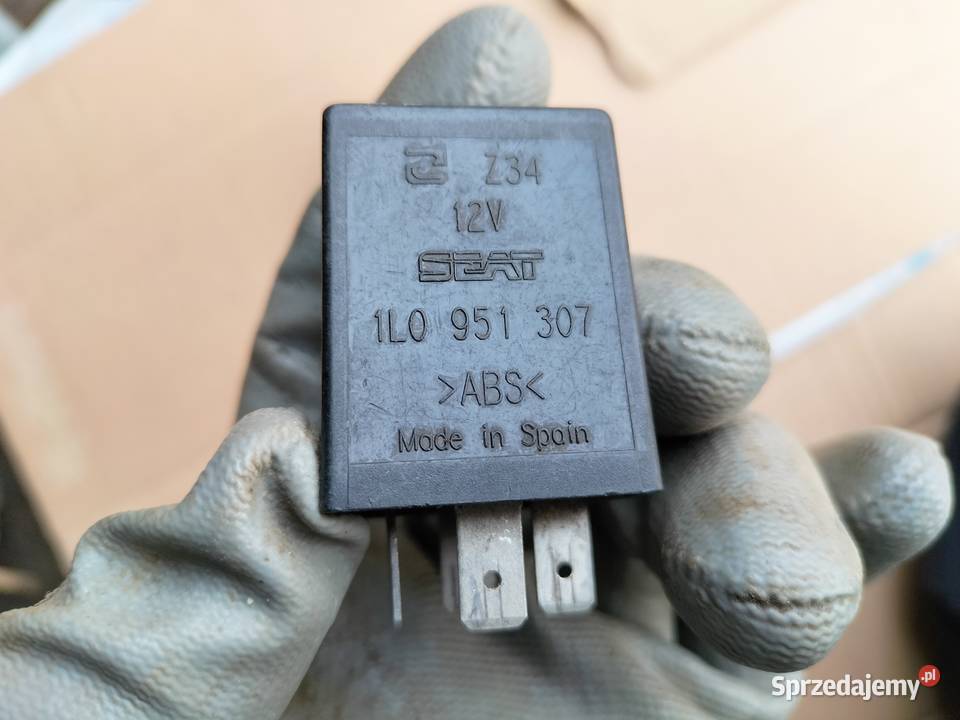 Z34
12V
SEAT
1L0 951 307
>ABS<
Made in Spain
Sprzedajemy.pl